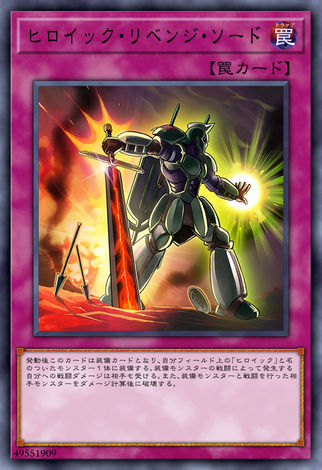 ヒロイック・リベンジ・ソード
トラップ
罠
【罠カード】
発動後このカードは装備カードとなり、自分フィールド上の「ヒロイック」と名
のついたモンスター1体に装備する。装備モンスターの戦闘によって発生する
自分への戦闘ダメージは相手も受ける。また、装備モンスターと戦闘を行った相
手モンスターをダメージ計算後に破壊する。
49551909